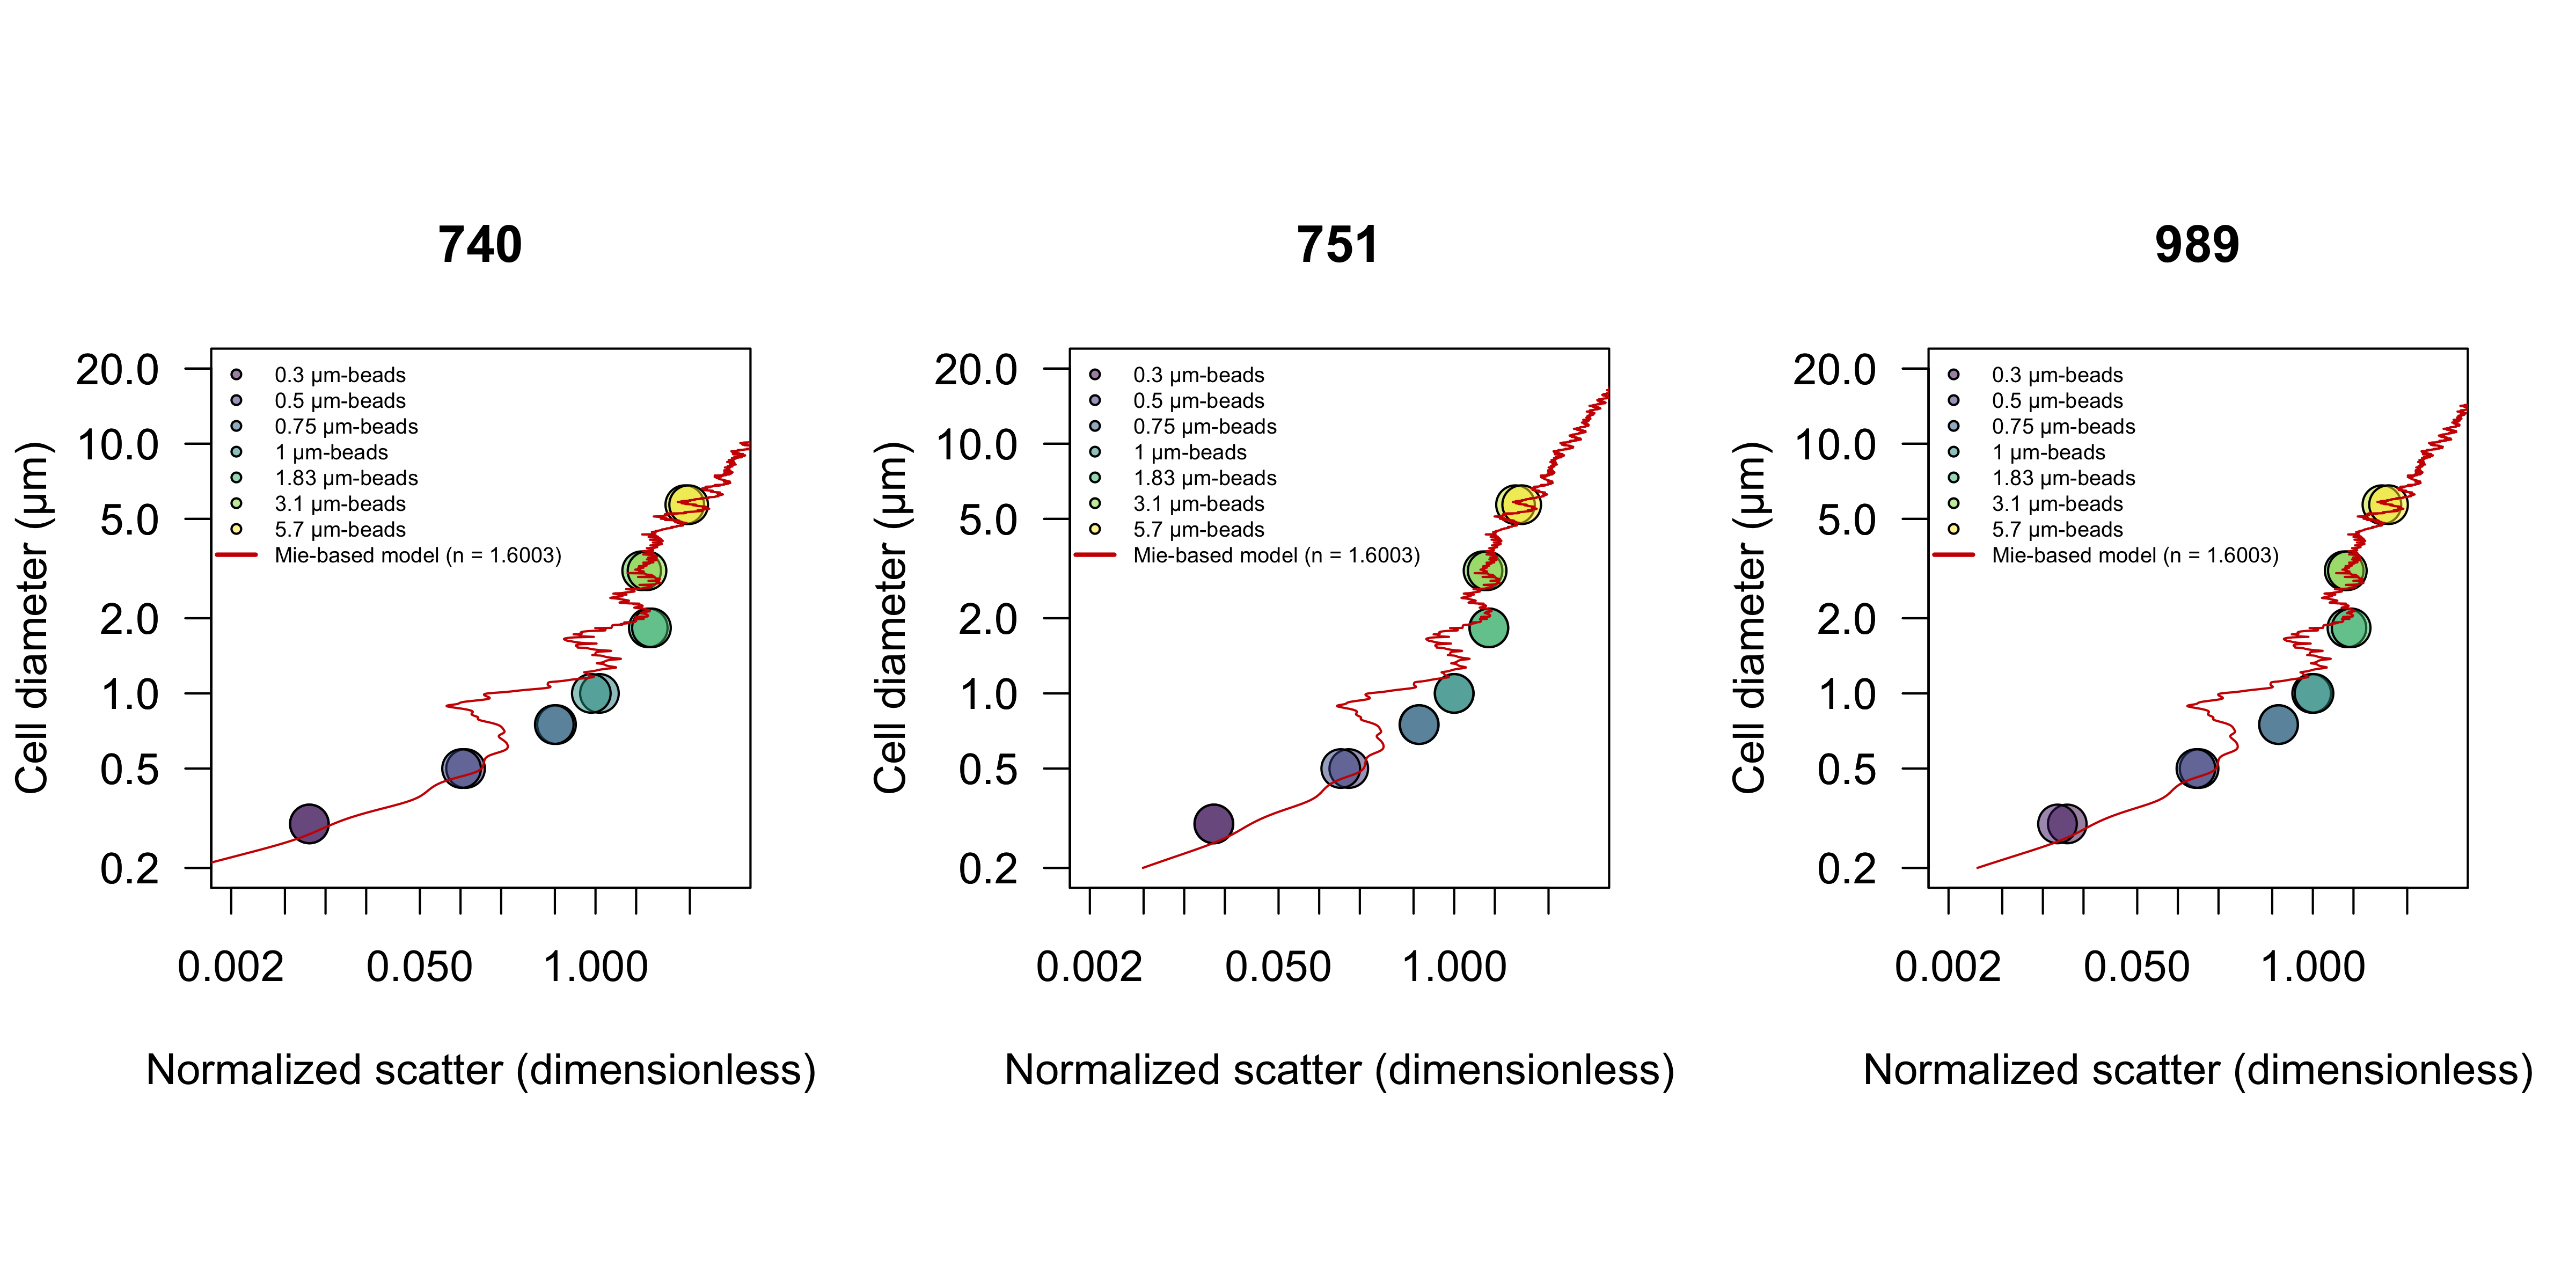 740
20.0
10.0
5.0
2.0
1.0
0.5
0.2
Cell diameter (µm)
0.3 µm-beads
0.5 µm-beads
0.75 µm-beads
1 µm-beads
1.83 µm-beads
3.1 µm-beads
5.7 µm-beads
Mie-based model (n = 1.6003)
0.002 0.050 1.000
Normalized scatter (dimensionless)
751
20.0
10.0
5.0
2.0
1.0
0.5
0.2
Cell diameter (µm)
0.3 µm-beads
0.5 µm-beads
0.75 µm-beads
1 µm-beads
1.83 µm-beads
3.1 µm-beads
5.7 µm-beads
Mie-based model (n = 1.6003)
0.002 0.050 1.000
Normalized scatter (dimensionless)
989
20.0
10.0
5.0
2.0
1.0
0.5
0.2
Cell diameter (µm)
0.3 µm-beads
0.5 µm-beads
0.75 µm-beads
1 µm-beads
1.83 µm-beads
3.1 µm-beads
5.7 µm-beads
Mie-based model (n = 1.6003)
0.002 0.050 1.000
Normalized scatter (dimensionless)